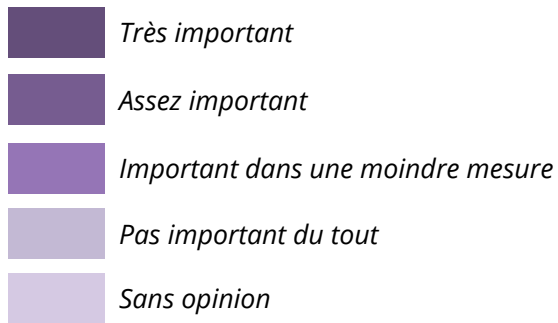 Très important
Assez important
Important dans une moindre mesure
Pas important du tout
Sans opinion